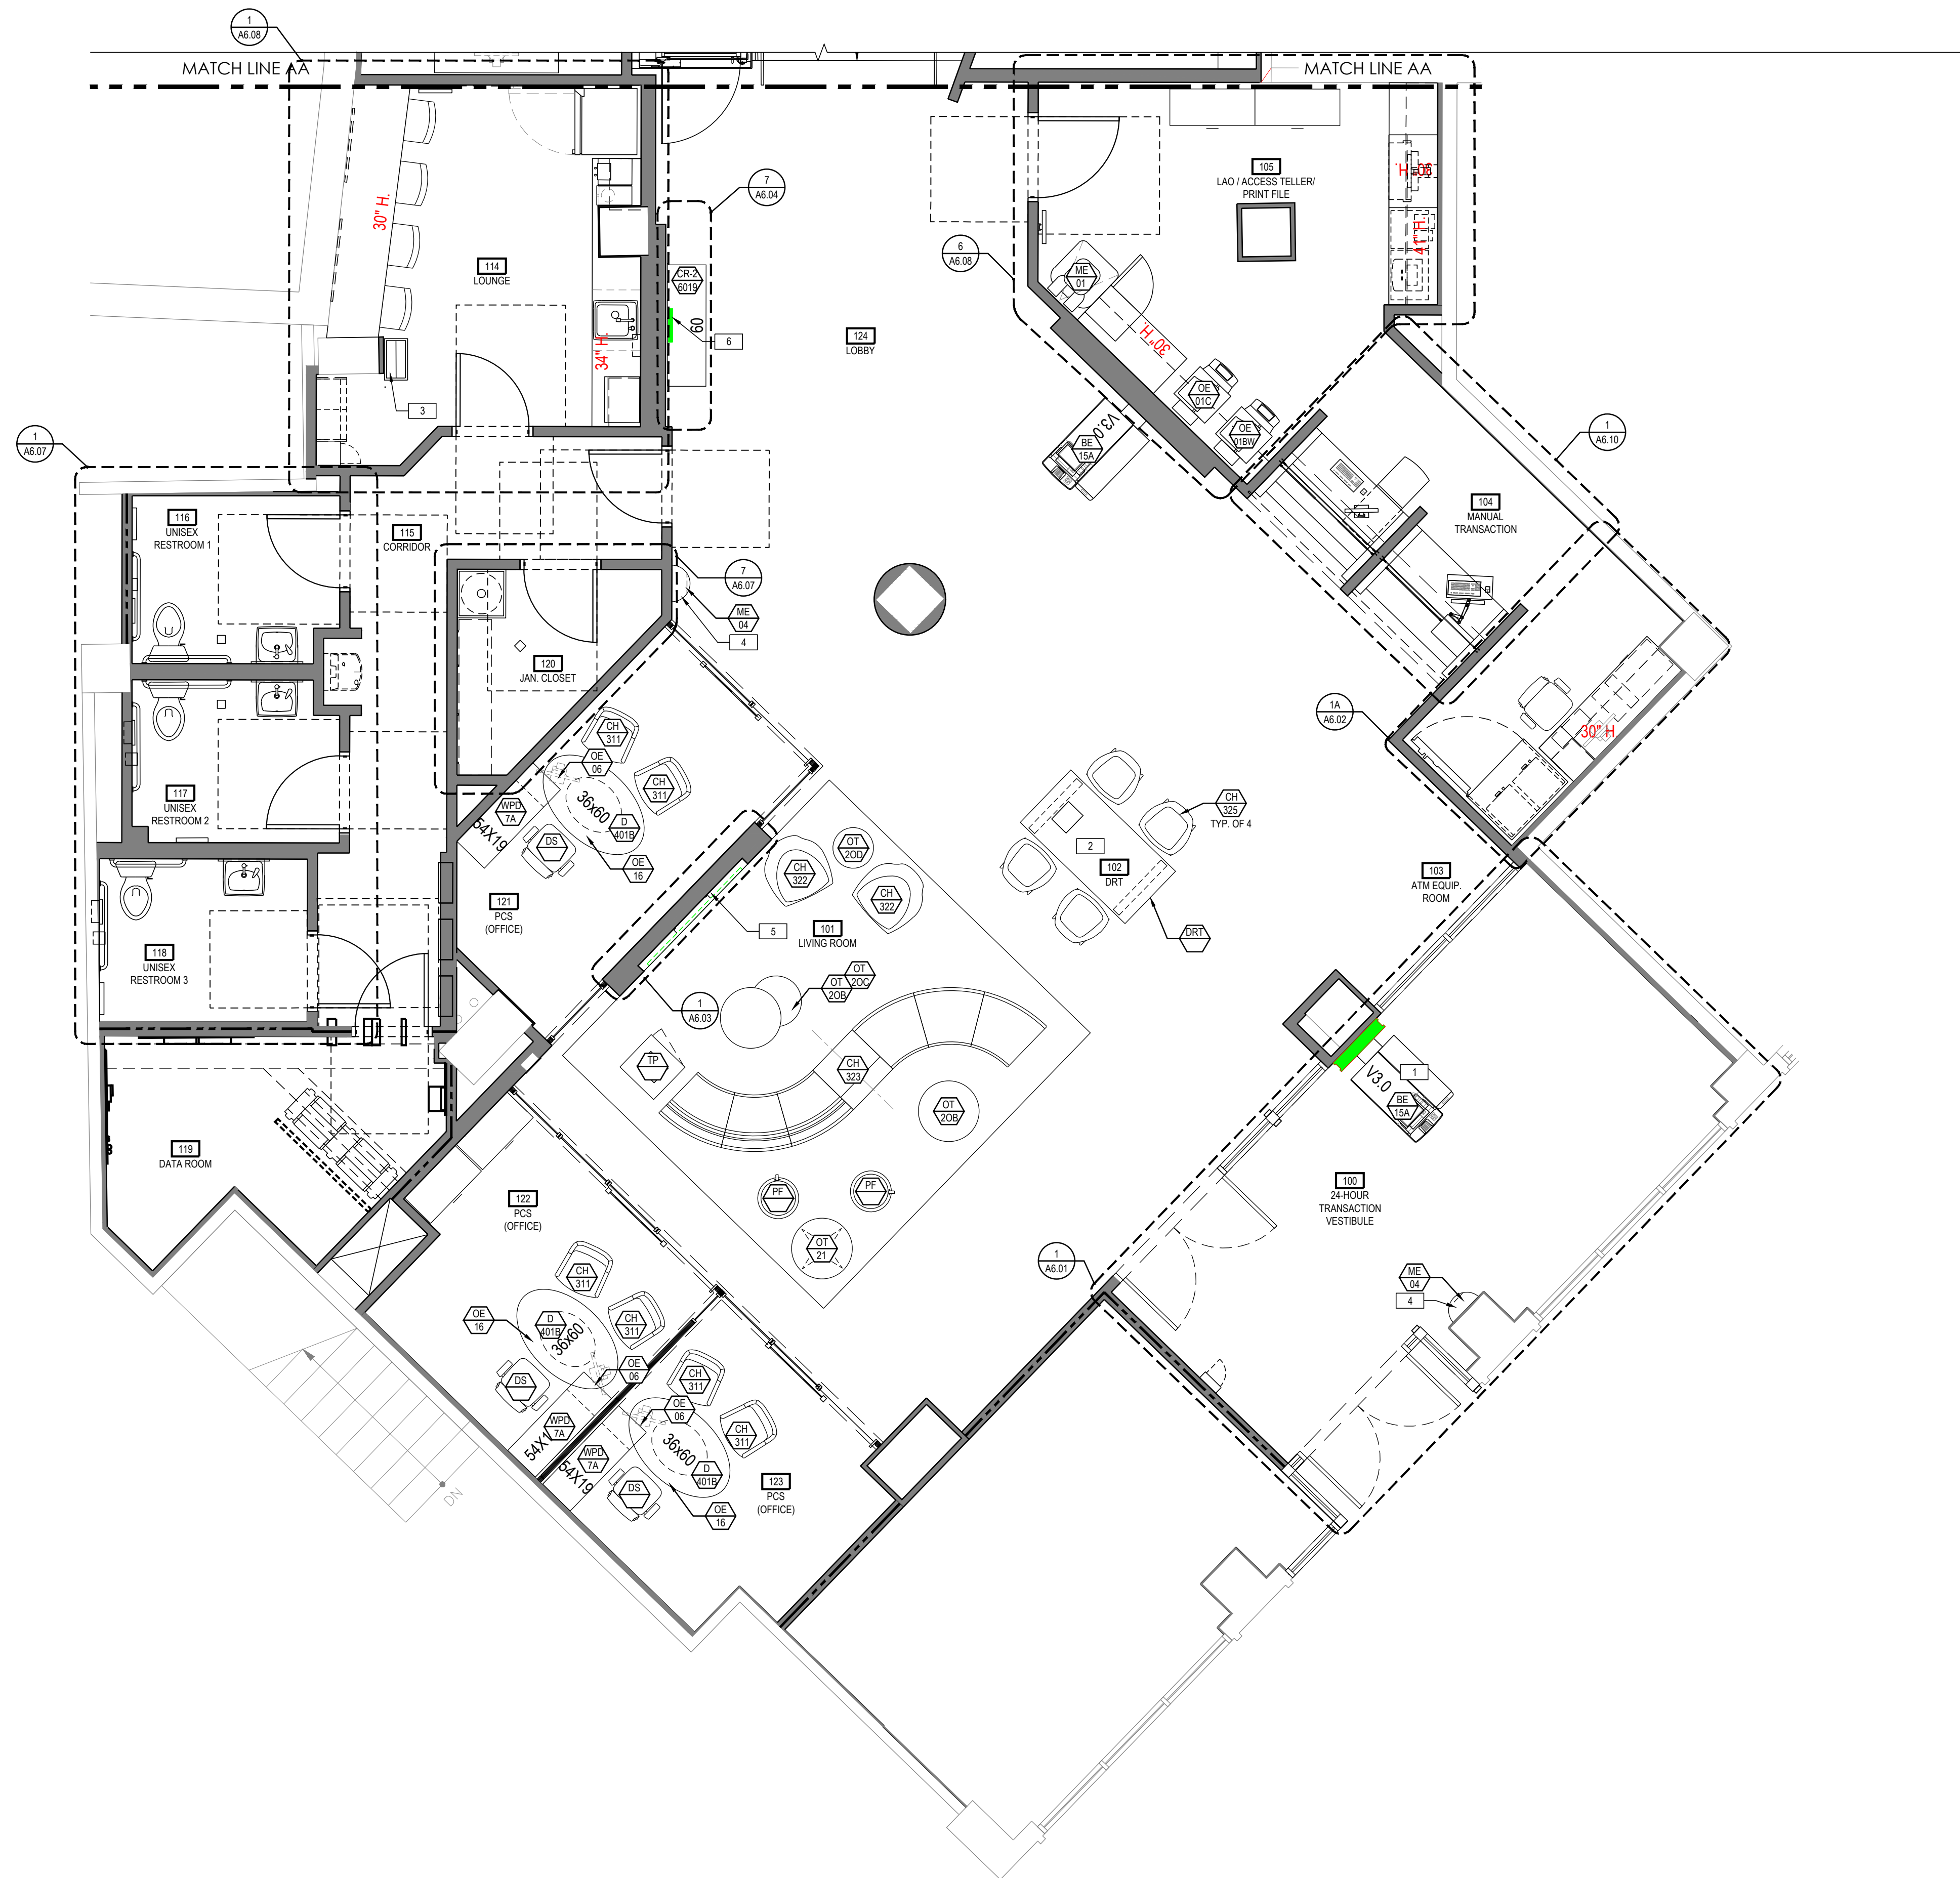 1
A6.08
MATCH LINE AA
MATCH LINE AA
30" H.
114
LOUNGE
34" H.
3
7
A6.04
CR-2
6019
60
6
124
LOBBY
6
A6.08
105
LAO / ACCESS TELLER/
PRINT FILE
41" H.
ME
01
30" H.
OE
01C
OE
01BW
V3.0
BE
15A
1
A6.10
104
MANUAL
TRANSACTION
1
A6.07
116
UNISEX
RESTROOM 1
115
CORRIDOR
7
A6.07
ME
04
4
120
JAN. CLOSET
117
UNISEX
RESTROOM 2
118
UNISEX
RESTROOM 3
119
DATA ROOM
CH
311
OE
06
CH
311
36x60
WPD
7A
54X19
D
401B
DS
OE
16
121
PCS
(OFFICE)
1A
A6.02
30" H.
CH
325
TYP. OF 4
2
102
DRT
DRT
103
ATM EQUIP.
ROOM
CH
322
OT
2OD
CH
322
5
101
LIVING ROOM
OT
2OC
OT
2OB
1
A6.03
TP
CH
323
OT
2OB
PF
PF
OT
21
V3.0
1
BE
15A
100
24-HOUR
TRANSACTION
VESTIBULE
1
A6.01
ME
04
4
122
PCS
(OFFICE)
CH
311
OE
16
D
401B
36x60
CH
311
OE
06
DS
WPD
7A
CH
311
OE
06
CH
311
36x60
WPD
7A
54X19
D
401B
DS
OE
16
123
PCS
(OFFICE)
DN